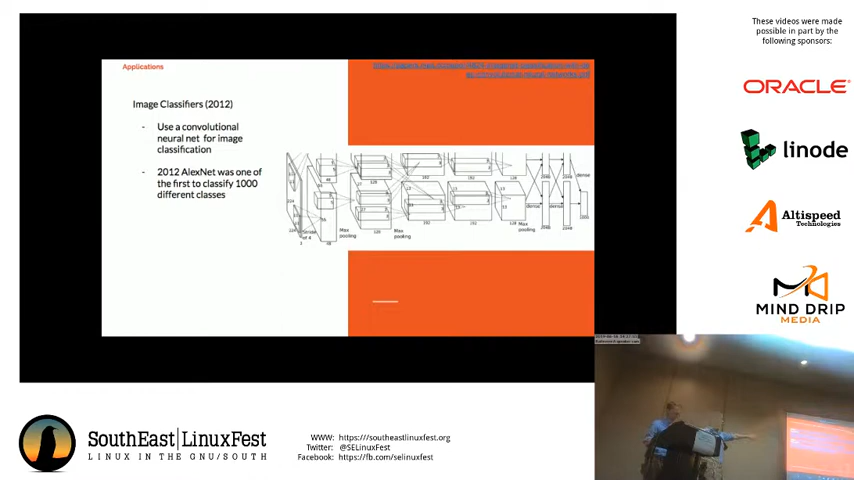 These videos were made
possible in part by the
following sponsors:
ORACLE
linode
Altispeed
Technologies
MIND DRIP
MEDIA
Applications
Image Classifiers (2012)
- Use a convolutional
neural net for image
classification
- 2012 AlexNet was one of
the first to classify 1000
different classes
Max
pooling
Max
pooling
Max
pooling
dense
dense
dense
SouthEast|LinuxFest
LINUX IN THE GNU/SOUTH
WWW: https:///southeastlinuxfest.org
Twitter: @SELinuxFest
Facebook: https://fb.com/selinuxfest